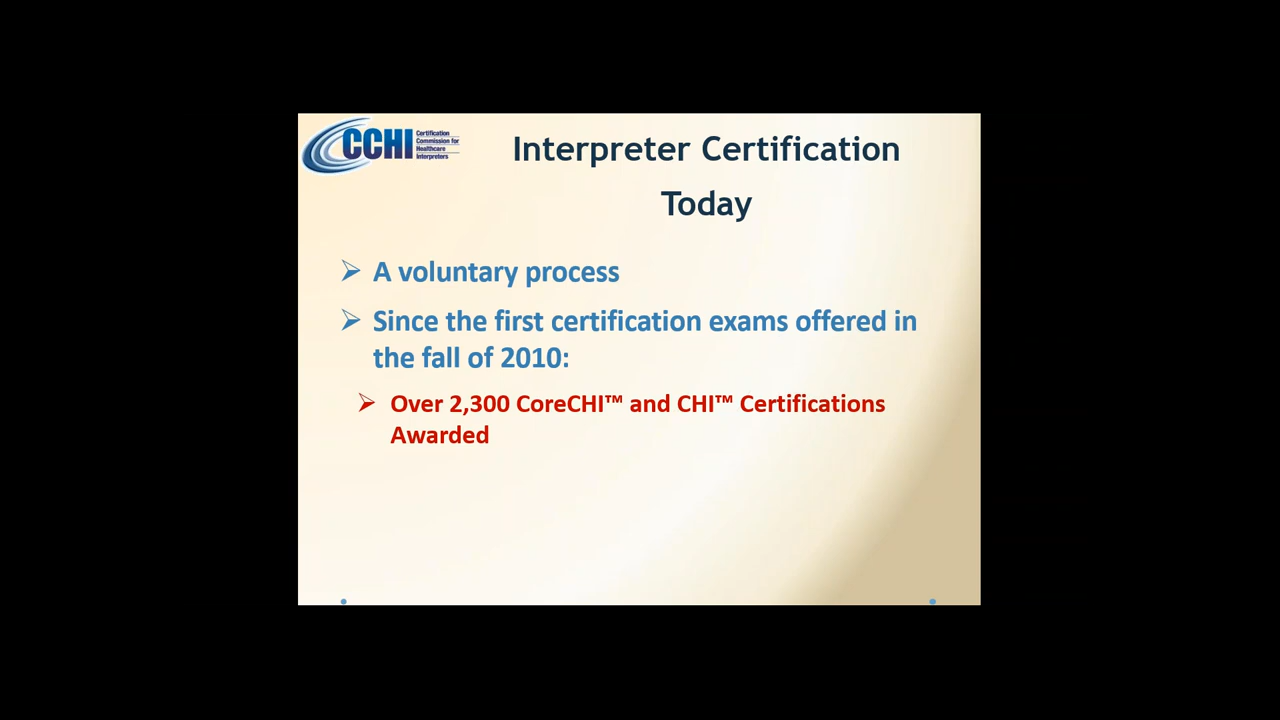 CCHI
Certification
Commission for
Healthcare
Interpreters
Interpreter Certification
Today
A voluntary process
Since the first certification exams offered in
the fall of 2010:
Over 2,300 CoreCHI™ and CHI™ Certifications
Awarded